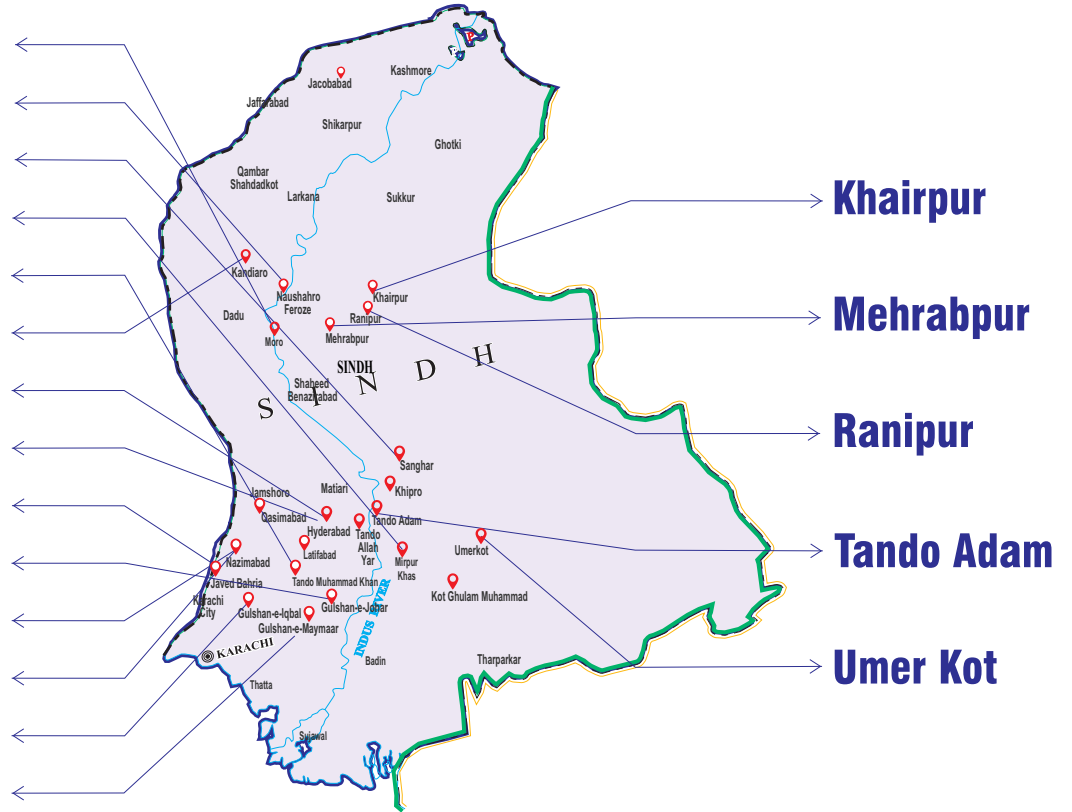 P
P
Kashmore
Jacobabad
Jaffarabad
Shikarpur
Ghotki
Qambar
Shahdadkot
Larkana
Sukkur
Khairpur
Kandiaro
Naushahro
Feroze
Khairpur
Dadu
Ranipur
Mehrabpur
Moro
Mehrabpur
SINDH
S I N D H
Shaheed
Benazirabad
Ranipur
Sanghar
Matiari
Khipro
Jamshoro
Qasimabad
Tando Adam
Hyderabad
Tando
Allah
Yar
Latifabad
Umerkot
Mirpur
Khas
Tando Adam
Nazimabad
Javed Bahria
Tando Muhammad Khan
Kot Ghulam Muhammad
Karachi
City
Gulshan-e-Iqbal
Gulshan-e-Johar
Gulshan-e-Maymaar
INDUS RIVER
KARACHI
Badin
Tharparkar
Umer Kot
Thatta
Sujawal